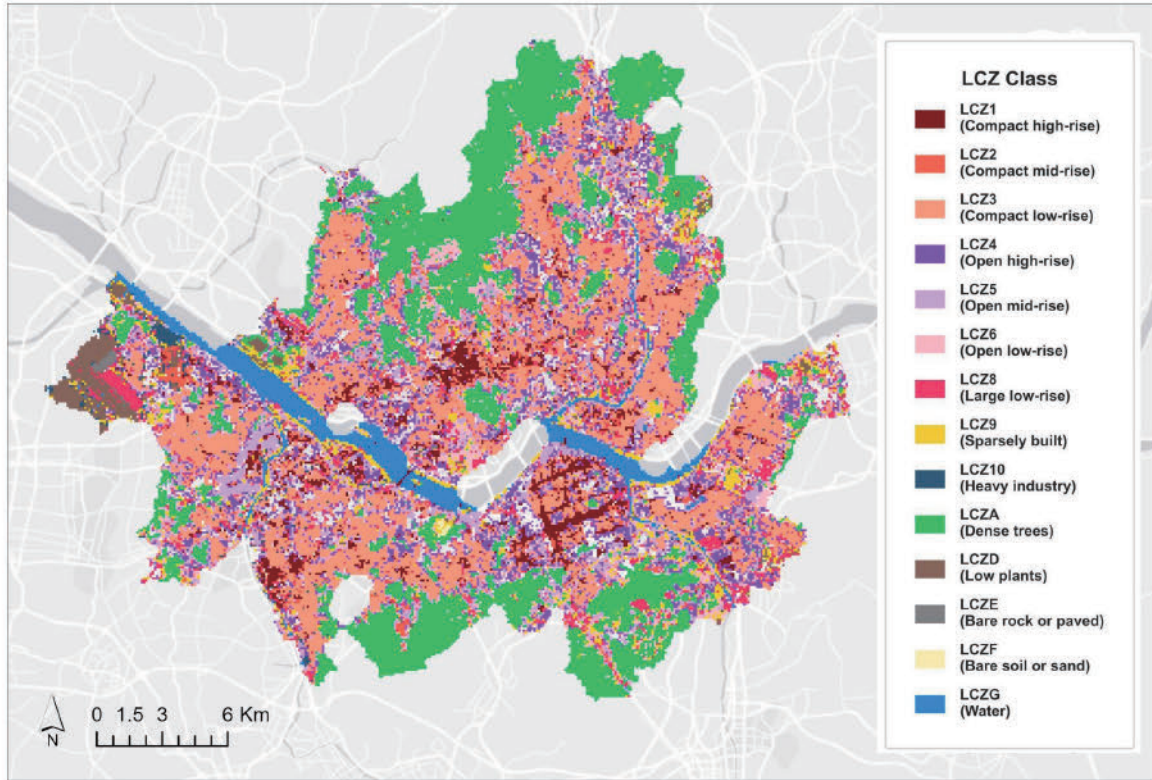 LCZ Class
LCZ1
(Compact high-rise)
LCZ2
(Compact mid-rise)
LCZ3
(Compact low-rise)
LCZ4
(Open high-rise)
LCZ5
(Open mid-rise)
LCZ6
(Open low-rise)
LCZ8
(Large low-rise)
LCZ9
(Sparsely built)
LCZ10
(Heavy industry)
LCZA
(Dense trees)
LCZD
(Low plants)
LCZE
(Bare rock or paved)
LCZF
(Bare soil or sand)
LCZG
(Water)
N
0 1.5 3 6 Km